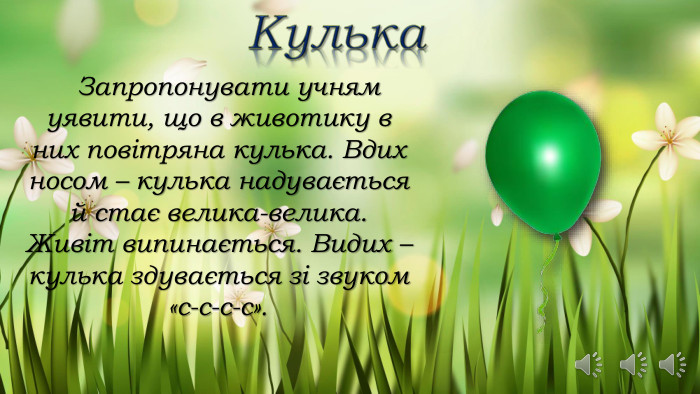 Кулька
Запропонувати учням
уявити, що в животику в
них повітряна кулька. Вдих
носом – кулька надувається
й стає велика-велика.
Живіт випинається. Видих –
кулька здувається зі звуком
«с-с-с-с».